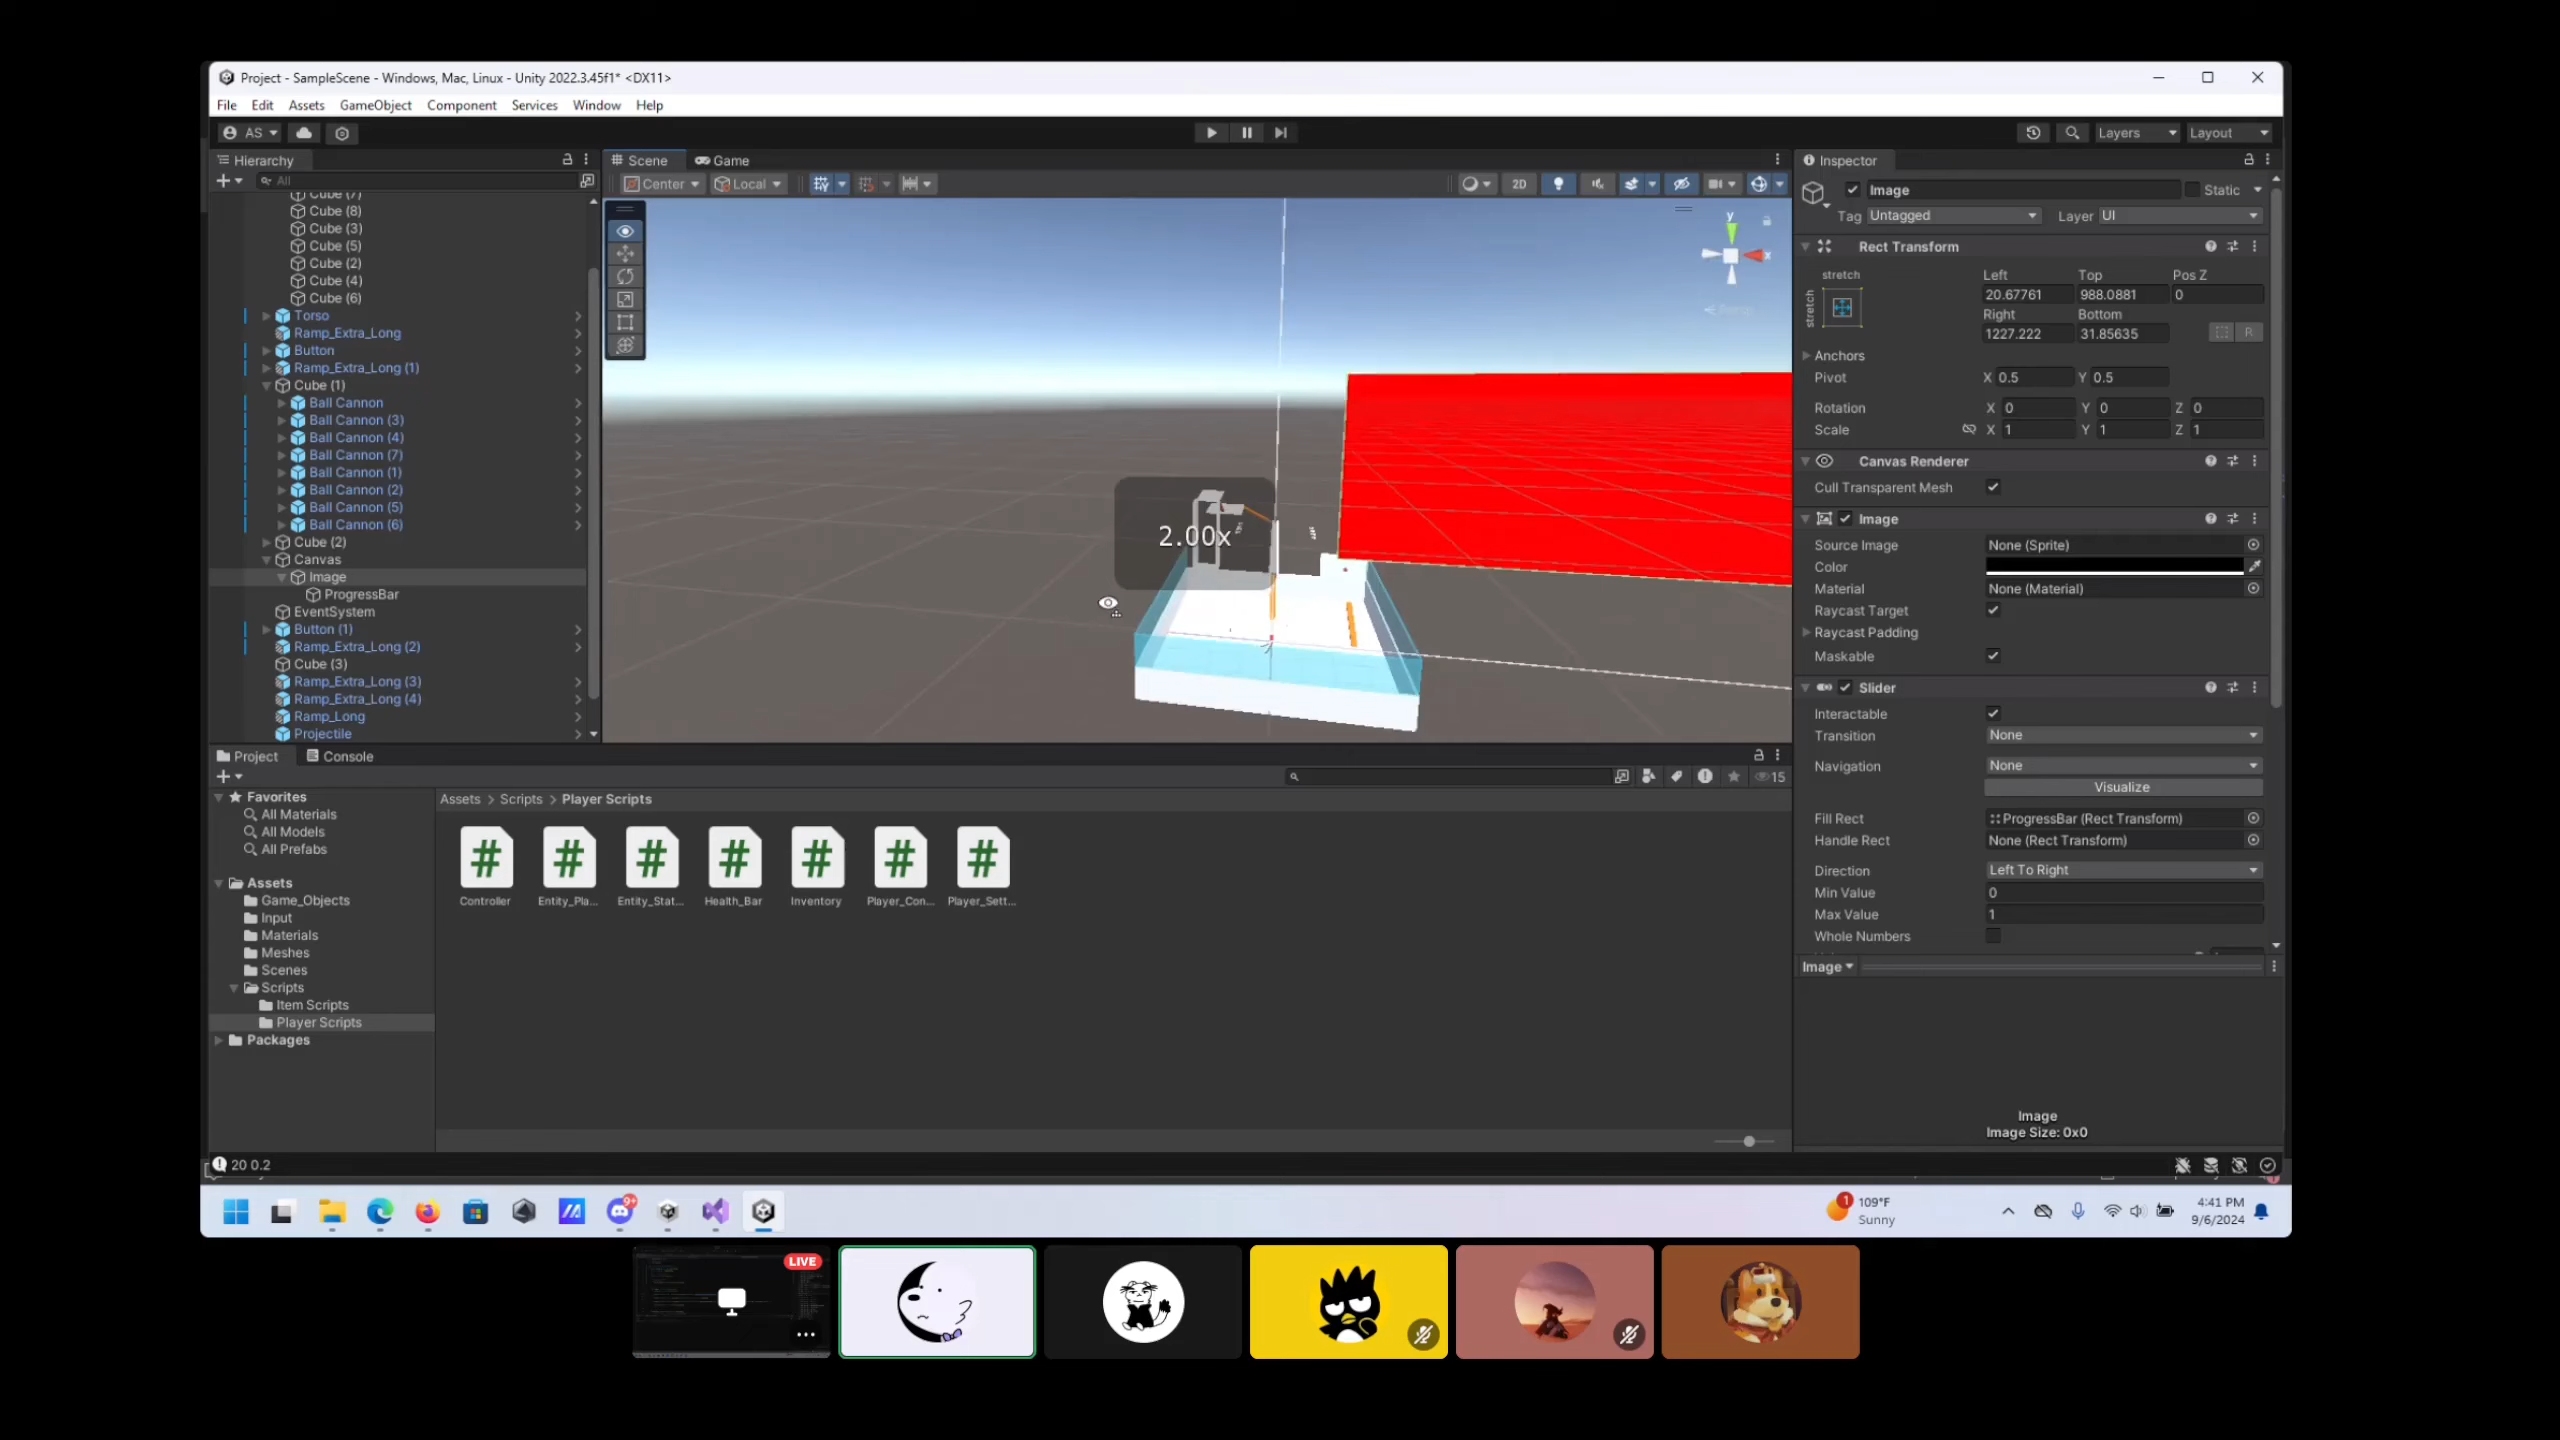 Project - SampleScene - Windows, Mac, Linux - Unity 2022.3.45f1* <DX11>
File Edit Assets GameObject Component Services Window Help
AS
Layers
Layout
Hierarchy
All
Cube (7)
Cube (8)
Cube (3)
Cube (5)
Cube (2)
Cube (4)
Cube (6)
Torso
Ramp_Extra_Long
Button
Ramp_Extra_Long (1)
Cube (1)
Ball Cannon
Ball Cannon (3)
Ball Cannon (4)
Ball Cannon (7)
Ball Cannon (1)
Ball Cannon (2)
Ball Cannon (5)
Ball Cannon (6)
Cube (2)
Canvas
Image
ProgressBar
EventSystem
Button (1)
Ramp_Extra_Long (2)
Cube (3)
Ramp_Extra_Long (3)
Ramp_Extra_Long (4)
Ramp_Long
Projectile
Scene
Game
Center
Local
2D
y
x
Persp
2.00x
Inspector
Image
Static
Tag Untagged
Layer UI
Rect Transform
stretch
stretch
Left Top Pos Z
20.67761 988.0881 0
Right Bottom
1227.222 31.85635
R
Anchors
Pivot X 0.5 Y 0.5
Rotation X 0 Y 0 Z 0
Scale X 1 Y 1 Z 1
Canvas Renderer
Cull Transparent Mesh
Image
Source Image None (Sprite)
Color
Material None (Material)
Raycast Target
Raycast Padding
Maskable
Slider
Interactable
Transition None
Navigation None
Visualize
Fill Rect ProgressBar (Rect Transform)
Handle Rect None (Rect Transform)
Direction Left To Right
Min Value 0
Max Value 1
Whole Numbers
Image
Image
Image Size: 0x0
Project
Console
15
Favorites
All Materials
All Models
All Prefabs
Assets
Game_Objects
Input
Materials
Meshes
Scenes
Scripts
Item Scripts
Player Scripts
Packages
Assets > Scripts > Player Scripts
# # # # # # #
Controller Entity_Pla... Entity_Stat... Health_Bar Inventory Player_Con... Player_Sett...
20 0.2
9+
1
109°F
Sunny
4:41 PM
9/6/2024
LIVE